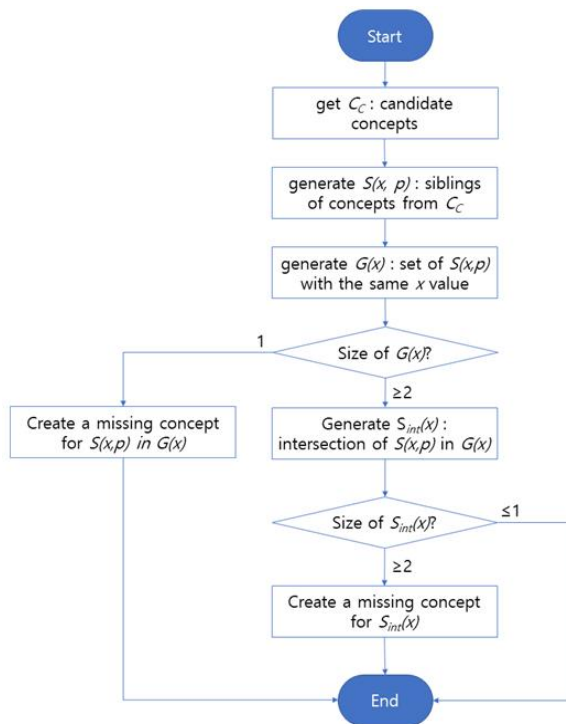 Start
get C_C : candidate
concepts
generate S(x, p) : siblings
of concepts from C_C
generate G(x) : set of S(x,p)
with the same x value
1
Size of G(x)?
≥2
Create a missing concept
for S(x,p) in G(x)
Generate S_int(x) :
intersection of S(x,p) in G(x)
Size of S_int(x)?
≤1
≥2
Create a missing concept
for S_int(x)
End